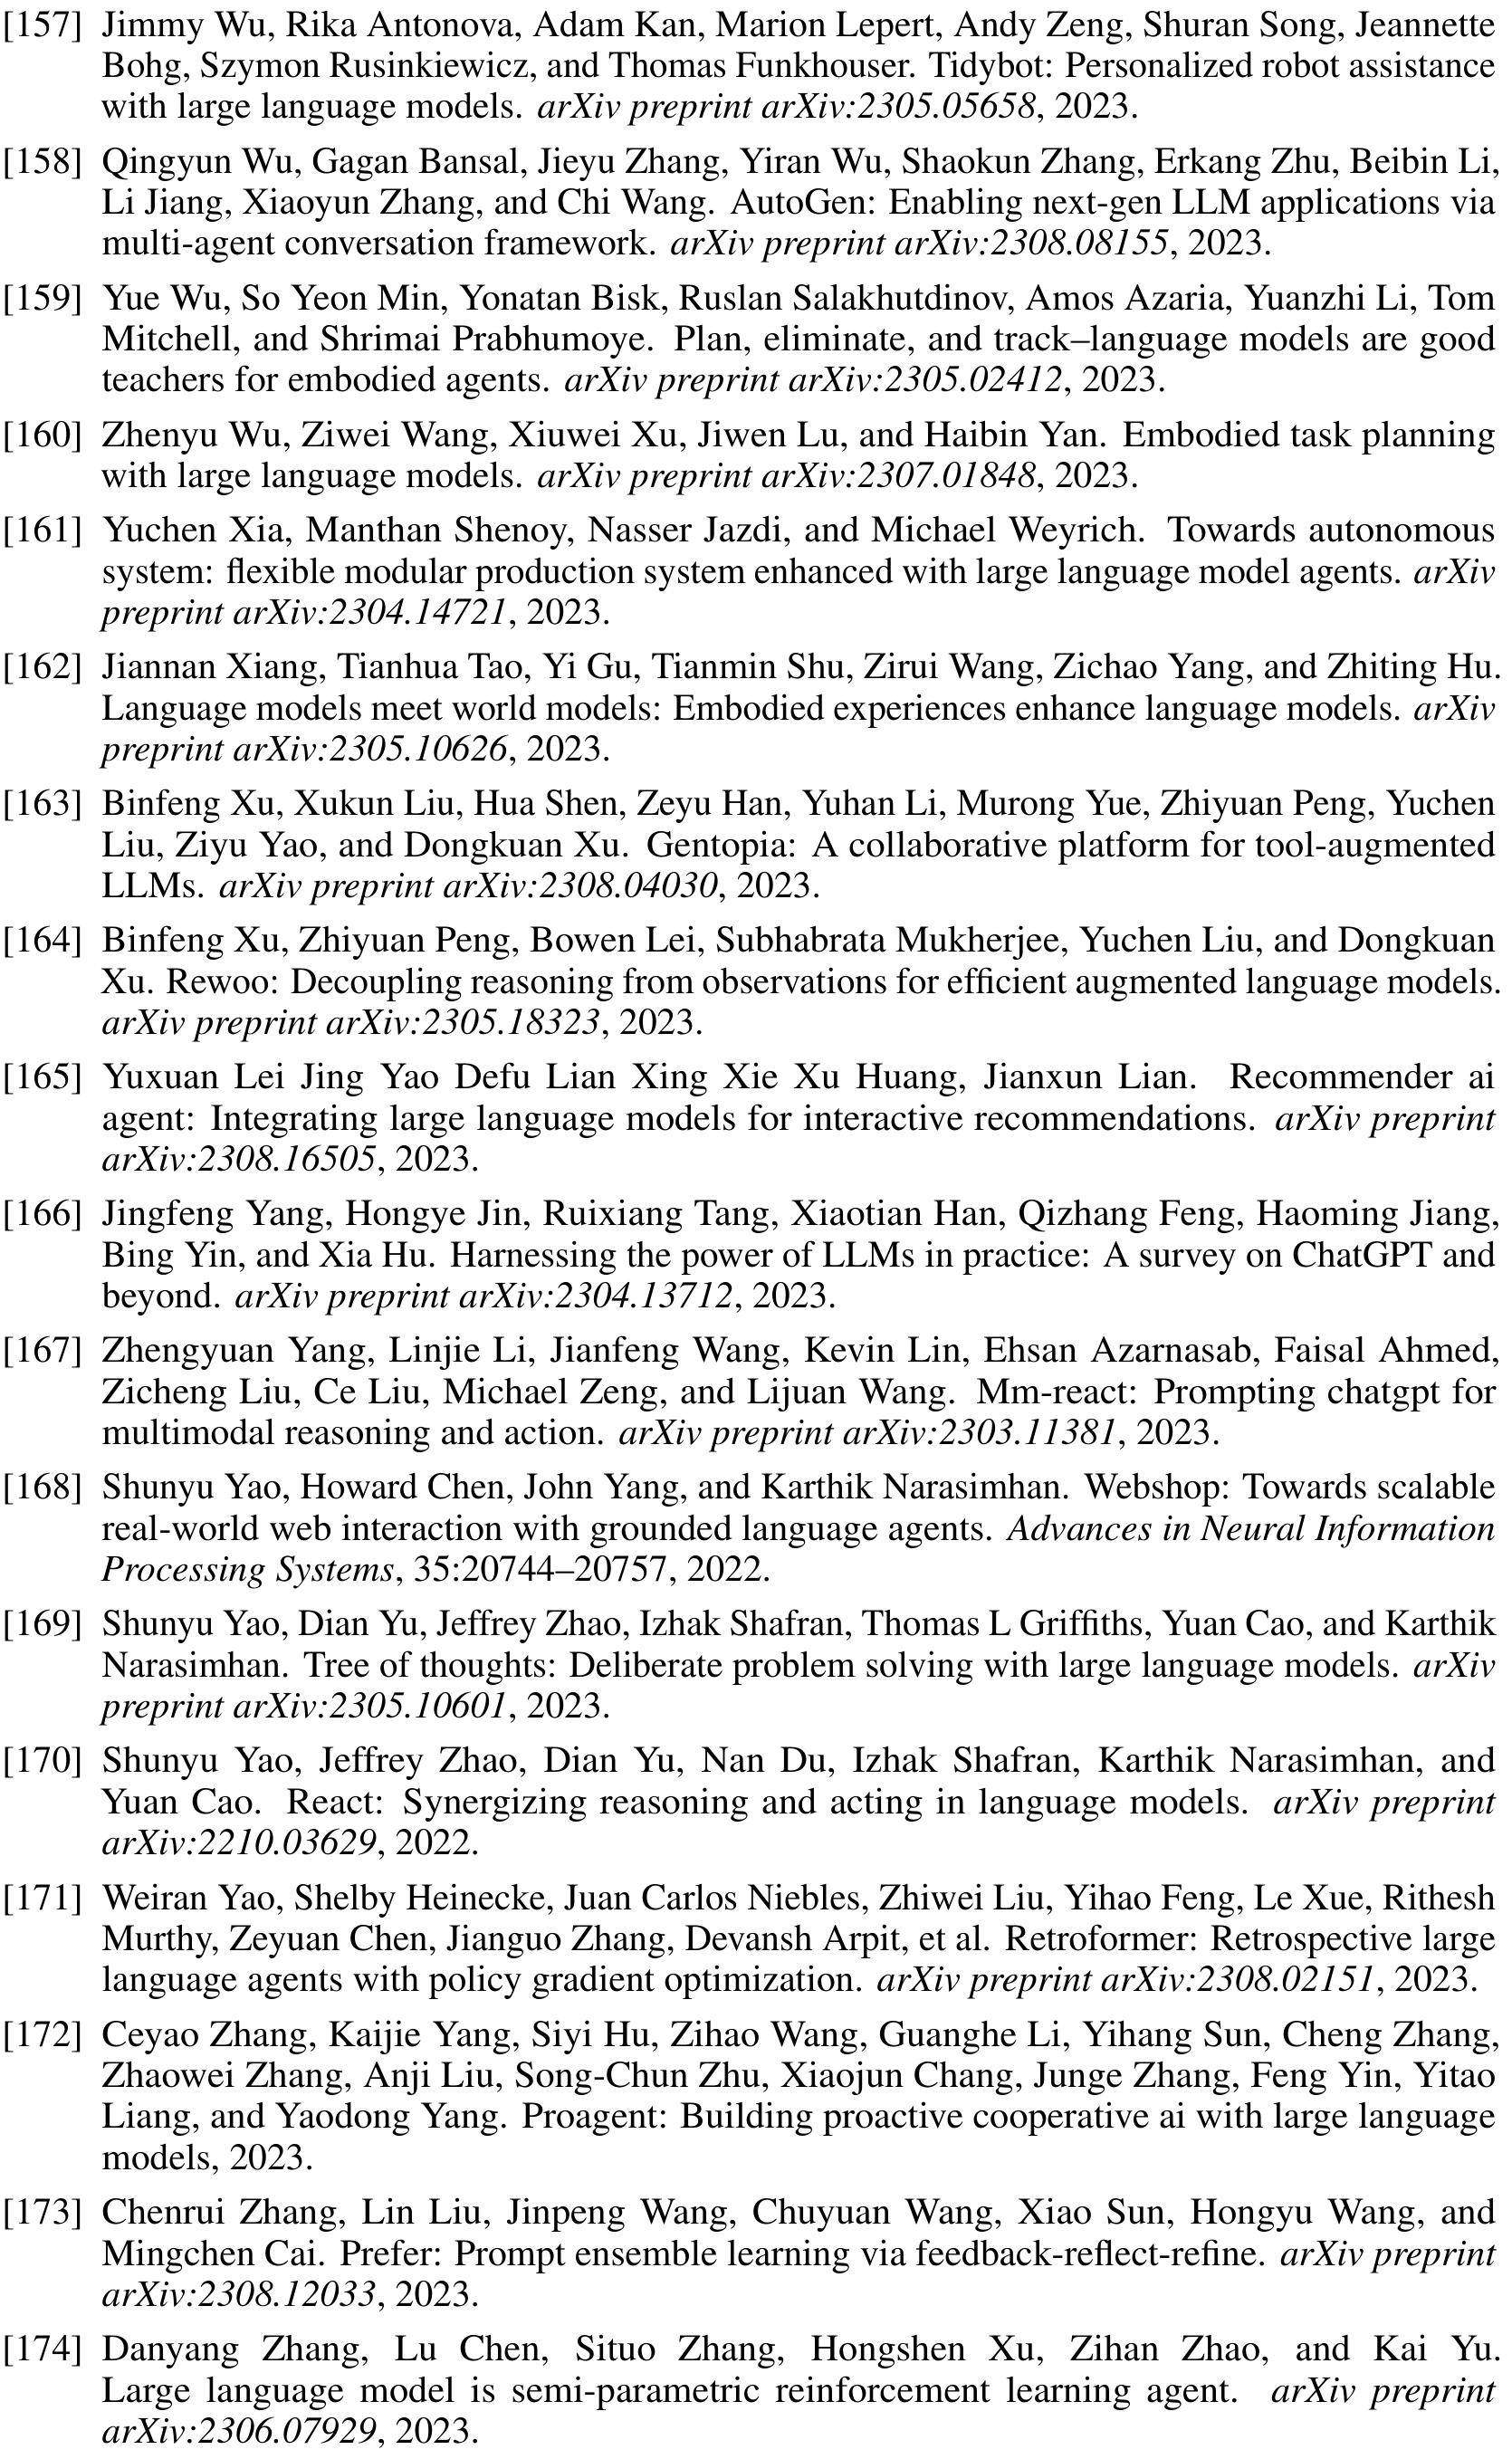 [157] Jimmy Wu, Rika Antonova, Adam Kan, Marion Lepert, Andy Zeng, Shuran Song, Jeannette
Bohg, Szymon Rusinkiewicz, and Thomas Funkhouser. Tidybot: Personalized robot assistance
with large language models. arXiv preprint arXiv:2305.05658, 2023.
[158] Qingyun Wu, Gagan Bansal, Jieyu Zhang, Yiran Wu, Shaokun Zhang, Erkang Zhu, Beibin Li,
Li Jiang, Xiaoyun Zhang, and Chi Wang. AutoGen: Enabling next-gen LLM applications via
multi-agent conversation framework. arXiv preprint arXiv:2308.08155, 2023.
[159] Yue Wu, So Yeon Min, Yonatan Bisk, Ruslan Salakhutdinov, Amos Azaria, Yuanzhi Li, Tom
Mitchell, and Shrimai Prabhumoye. Plan, eliminate, and track–language models are good
teachers for embodied agents. arXiv preprint arXiv:2305.02412, 2023.
[160] Zhenyu Wu, Ziwei Wang, Xiuwei Xu, Jiwen Lu, and Haibin Yan. Embodied task planning
with large language models. arXiv preprint arXiv:2307.01848, 2023.
[161] Yuchen Xia, Manthan Shenoy, Nasser Jazdi, and Michael Weyrich. Towards autonomous
system: flexible modular production system enhanced with large language model agents. arXiv
preprint arXiv:2304.14721, 2023.
[162] Jiannan Xiang, Tianhua Tao, Yi Gu, Tianmin Shu, Zirui Wang, Zichao Yang, and Zhiting Hu.
Language models meet world models: Embodied experiences enhance language models. arXiv
preprint arXiv:2305.10626, 2023.
[163] Binfeng Xu, Xukun Liu, Hua Shen, Zeyu Han, Yuhan Li, Murong Yue, Zhiyuan Peng, Yuchen
Liu, Ziyu Yao, and Dongkuan Xu. Gentopia: A collaborative platform for tool-augmented
LLMs. arXiv preprint arXiv:2308.04030, 2023.
[164] Binfeng Xu, Zhiyuan Peng, Bowen Lei, Subhabrata Mukherjee, Yuchen Liu, and Dongkuan
Xu. Rewoo: Decoupling reasoning from observations for efficient augmented language models.
arXiv preprint arXiv:2305.18323, 2023.
[165] Yuxuan Lei Jing Yao Defu Lian Xing Xie Xu Huang, Jianxun Lian. Recommender ai
agent: Integrating large language models for interactive recommendations. arXiv preprint
arXiv:2308.16505, 2023.
[166] Jingfeng Yang, Hongye Jin, Ruixiang Tang, Xiaotian Han, Qizhang Feng, Haoming Jiang,
Bing Yin, and Xia Hu. Harnessing the power of LLMs in practice: A survey on ChatGPT and
beyond. arXiv preprint arXiv:2304.13712, 2023.
[167] Zhengyuan Yang, Linjie Li, Jianfeng Wang, Kevin Lin, Ehsan Azarnasab, Faisal Ahmed,
Zicheng Liu, Ce Liu, Michael Zeng, and Lijuan Wang. Mm-react: Prompting chatgpt for
multimodal reasoning and action. arXiv preprint arXiv:2303.11381, 2023.
[168] Shunyu Yao, Howard Chen, John Yang, and Karthik Narasimhan. Webshop: Towards scalable
real-world web interaction with grounded language agents. Advances in Neural Information
Processing Systems, 35:20744–20757, 2022.
[169] Shunyu Yao, Dian Yu, Jeffrey Zhao, Izhak Shafran, Thomas L Griffiths, Yuan Cao, and Karthik
Narasimhan. Tree of thoughts: Deliberate problem solving with large language models. arXiv
preprint arXiv:2305.10601, 2023.
[170] Shunyu Yao, Jeffrey Zhao, Dian Yu, Nan Du, Izhak Shafran, Karthik Narasimhan, and
Yuan Cao. React: Synergizing reasoning and acting in language models. arXiv preprint
arXiv:2210.03629, 2022.
[171] Weiran Yao, Shelby Heinecke, Juan Carlos Niebles, Zhiwei Liu, Yihao Feng, Le Xue, Rithesh
Murthy, Zeyuan Chen, Jianguo Zhang, Devansh Arpit, et al. Retroformer: Retrospective large
language agents with policy gradient optimization. arXiv preprint arXiv:2308.02151, 2023.
[172] Ceyao Zhang, Kaijie Yang, Siyi Hu, Zihao Wang, Guanghe Li, Yihang Sun, Cheng Zhang,
Zhaowei Zhang, Anji Liu, Song-Chun Zhu, Xiaojun Chang, Junge Zhang, Feng Yin, Yitao
Liang, and Yaodong Yang. Proagent: Building proactive cooperative ai with large language
models, 2023.
[173] Chenrui Zhang, Lin Liu, Jinpeng Wang, Chuyuan Wang, Xiao Sun, Hongyu Wang, and
Mingchen Cai. Prefer: Prompt ensemble learning via feedback-reflect-refine. arXiv preprint
arXiv:2308.12033, 2023.
[174] Danyang Zhang, Lu Chen, Situo Zhang, Hongshen Xu, Zihan Zhao, and Kai Yu.
Large language model is semi-parametric reinforcement learning agent. arXiv preprint
arXiv:2306.07929, 2023.